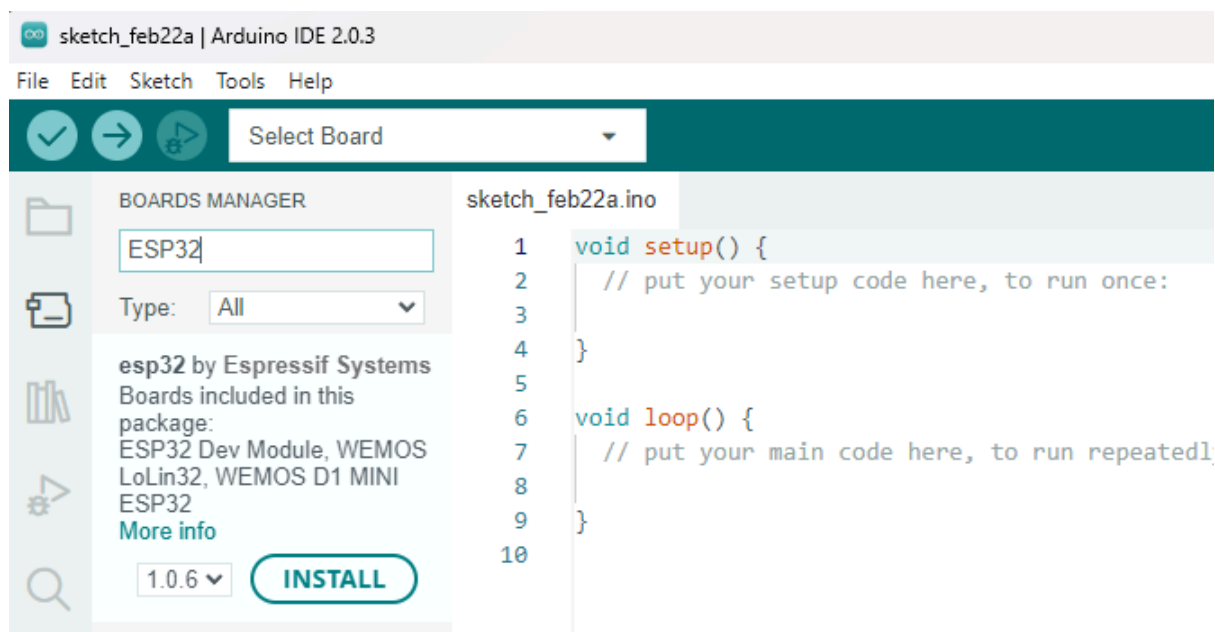 sketch_feb22a | Arduino IDE 2.0.3
File Edit Sketch Tools Help
Select Board
BOARDS MANAGER
ESP32
Type: All
esp32 by Espressif Systems
Boards included in this
package:
ESP32 Dev Module, WEMOS
LoLin32, WEMOS D1 MINI
ESP32
More info
1.0.6 INSTALL
sketch_feb22a.ino
1 void setup() {
2 // put your setup code here, to run once:
3
4 }
5
6 void loop() {
7 // put your main code here, to run repeatedl
8
9 }
10